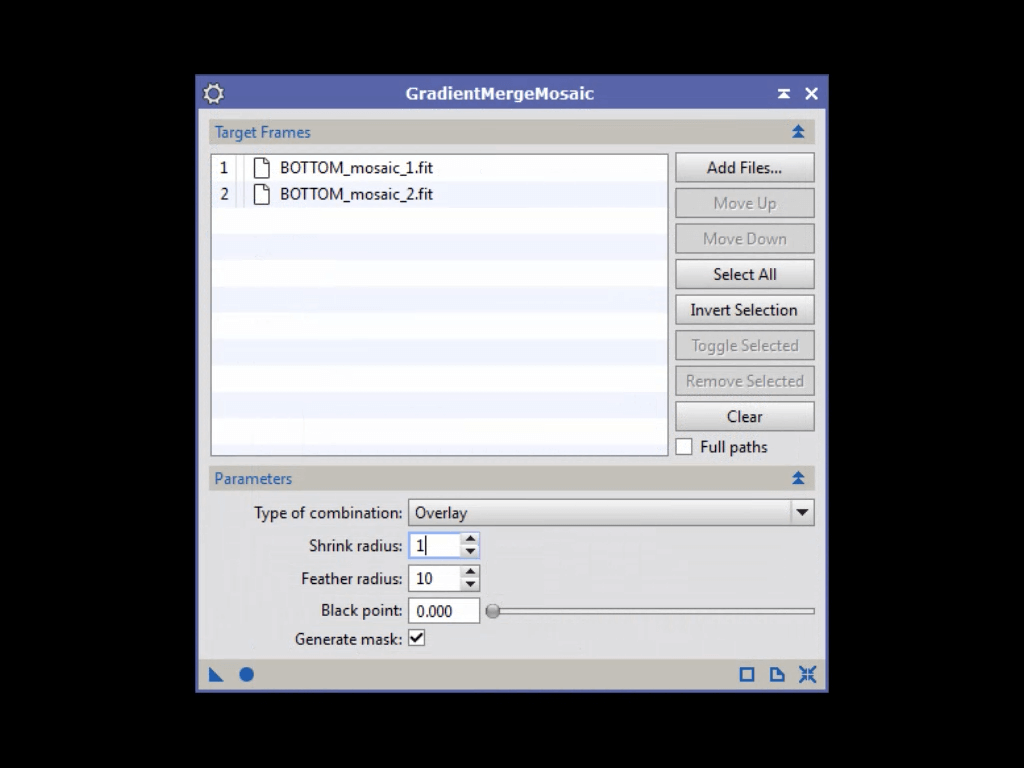 GradientMergeMosaic
Target Frames
1 BOTTOM_mosaic_1.fit
2 BOTTOM_mosaic_2.fit
Add Files...
Move Up
Move Down
Select All
Invert Selection
Toggle Selected
Remove Selected
Clear
Full paths
Parameters
Type of combination: Overlay
Shrink radius: 1
Feather radius: 10
Black point: 0.000
Generate mask: